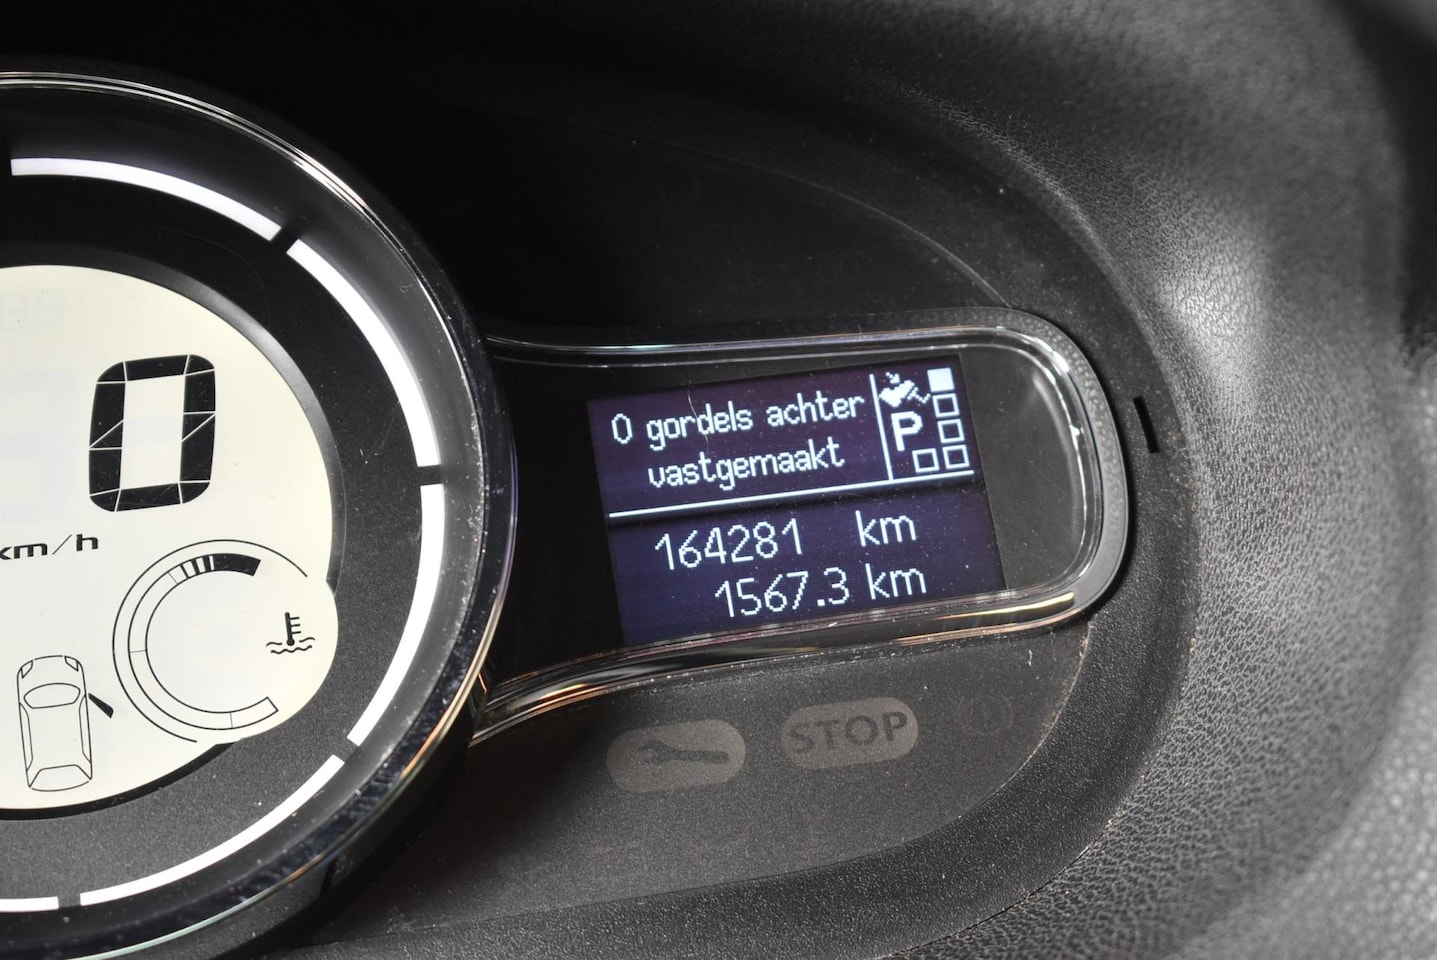 0
km/h
0 gordels achter
vastgemaakt
P
164281 km
1567.3 km
STOP